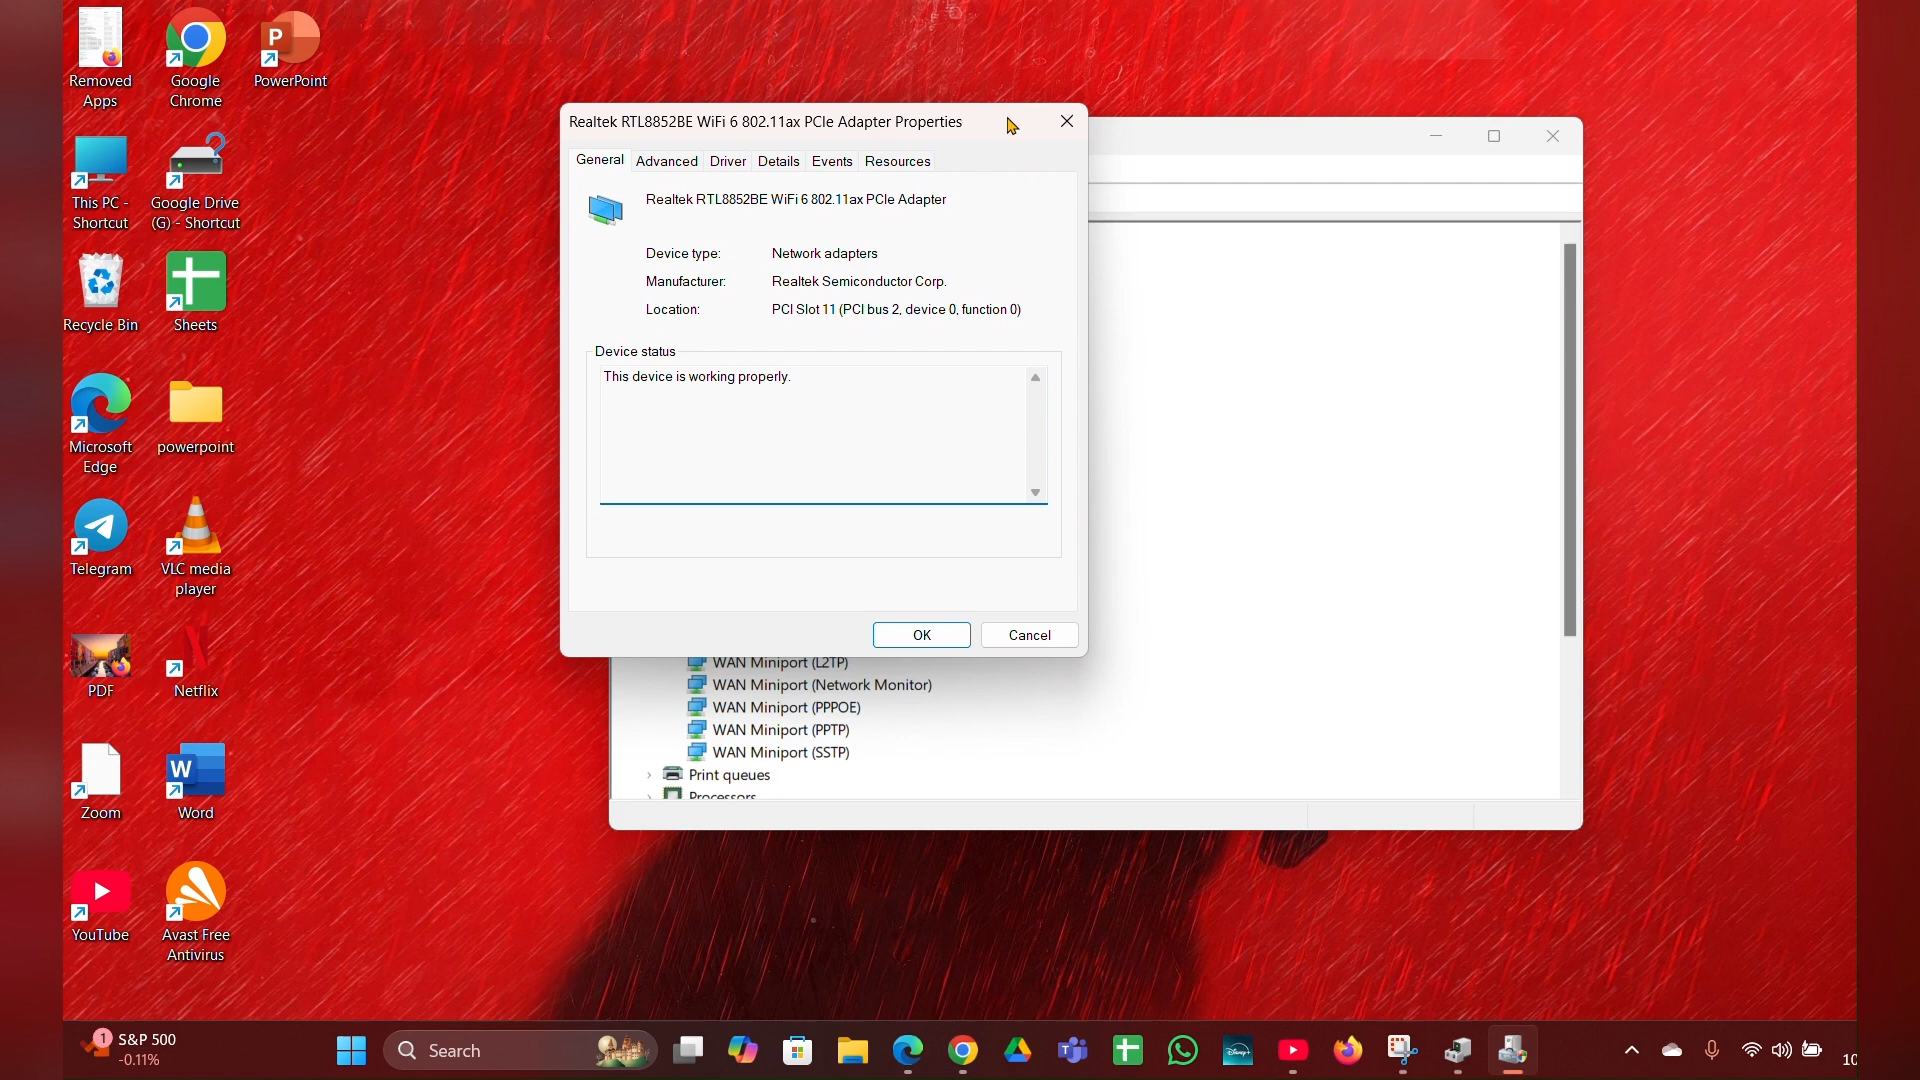 Removed
Apps
Google
Chrome
PowerPoint
P
This PC -
Shortcut
Google Drive
(G) - Shortcut
Recycle Bin
Sheets
Microsoft
Edge
powerpoint
Telegram
VLC media
player
PDF
Netflix
Zoom
W
Word
YouTube
Avast Free
Antivirus
Realtek RTL8852BE WiFi 6 802.11ax PCIe Adapter Properties
General Advanced Driver Details Events Resources
Realtek RTL8852BE WiFi 6 802.11ax PCIe Adapter
Device type: Network adapters
Manufacturer: Realtek Semiconductor Corp.
Location: PCI Slot 11 (PCI bus 2, device 0, function 0)
Device status
This device is working properly.
OK Cancel
WAN Miniport (L2TP)
WAN Miniport (Network Monitor)
WAN Miniport (PPPOE)
WAN Miniport (PPTP)
WAN Miniport (SSTP)
Print queues
Processors
1
S&P 500
-0.11%
Search
Disney+
10